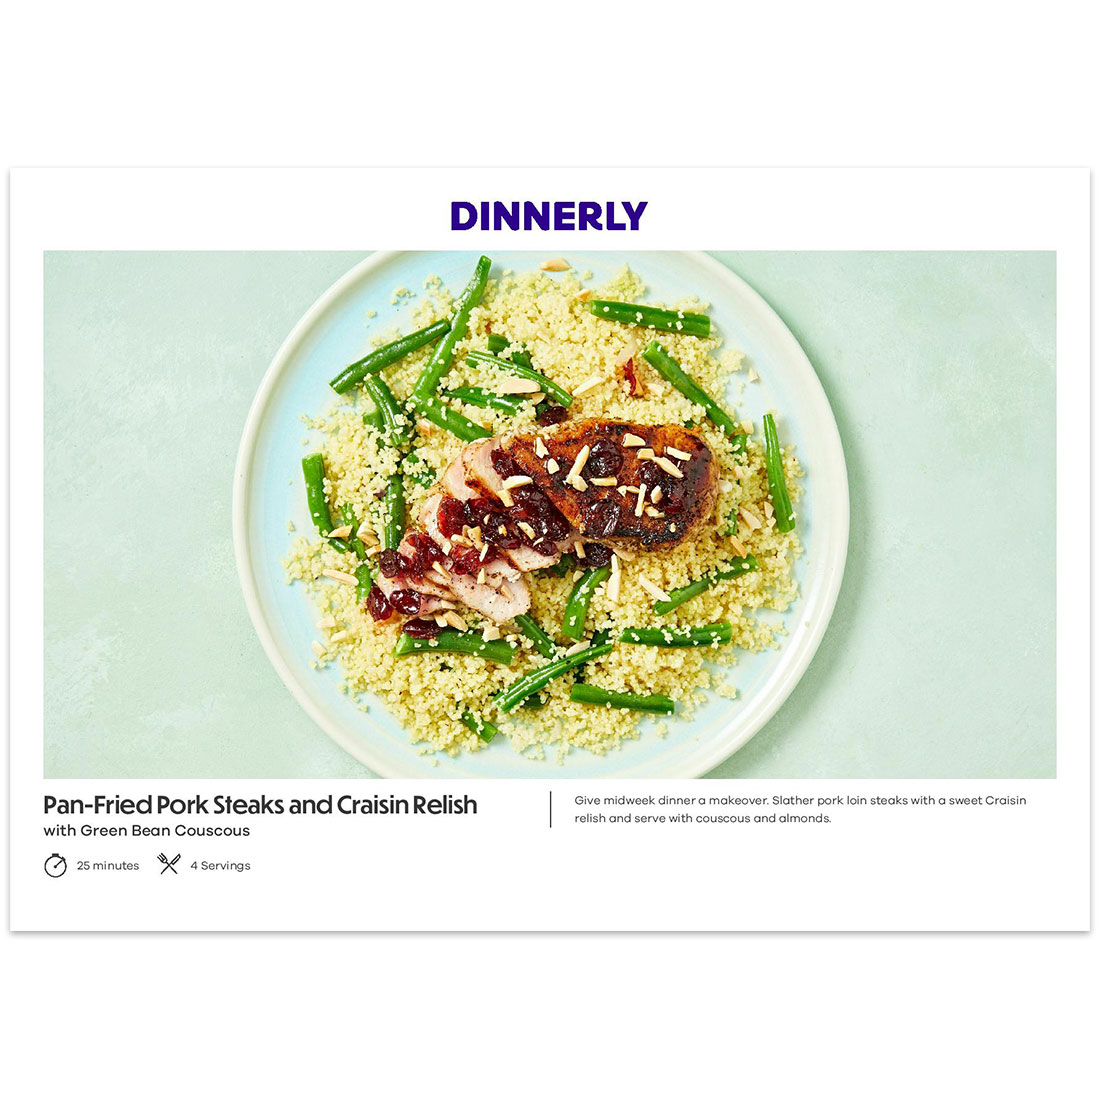 DINNERLY
Pan-Fried Pork Steaks and Craisin Relish
with Green Bean Couscous
25 minutes
4 Servings
Give midweek dinner a makeover. Slather pork loin steaks with a sweet Craisin
relish and serve with couscous and almonds.